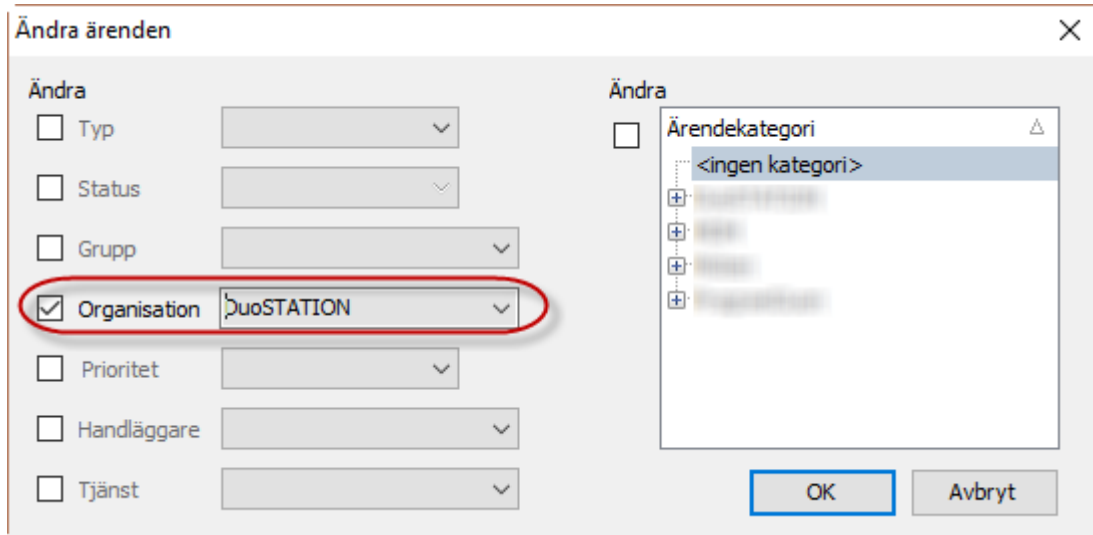 Ändra ärenden
Ändra
Typ
Status
Grupp
Organisation DuoSTATION
Prioritet
Handläggare
Tjänst
Ändra
Ärendekategori
<ingen kategori>
OK Avbryt